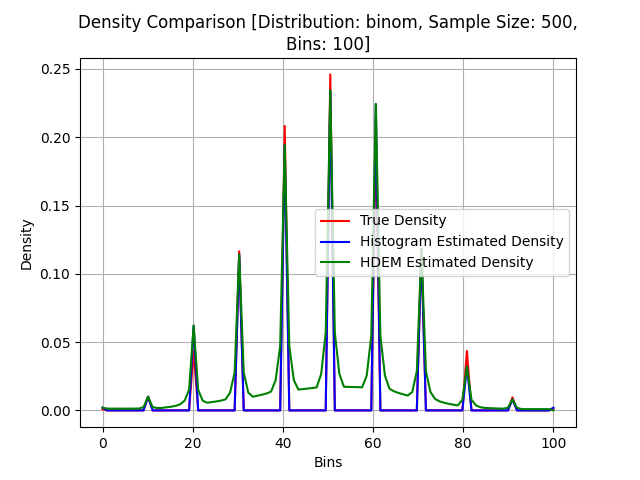 Density Comparison [Distribution: binom, Sample Size: 500,
Bins: 100]
0.25
0.20
0.15
0.10
0.05
0.00
Density
True Density
Histogram Estimated Density
HDEM Estimated Density
0 20 40 60 80 100
Bins